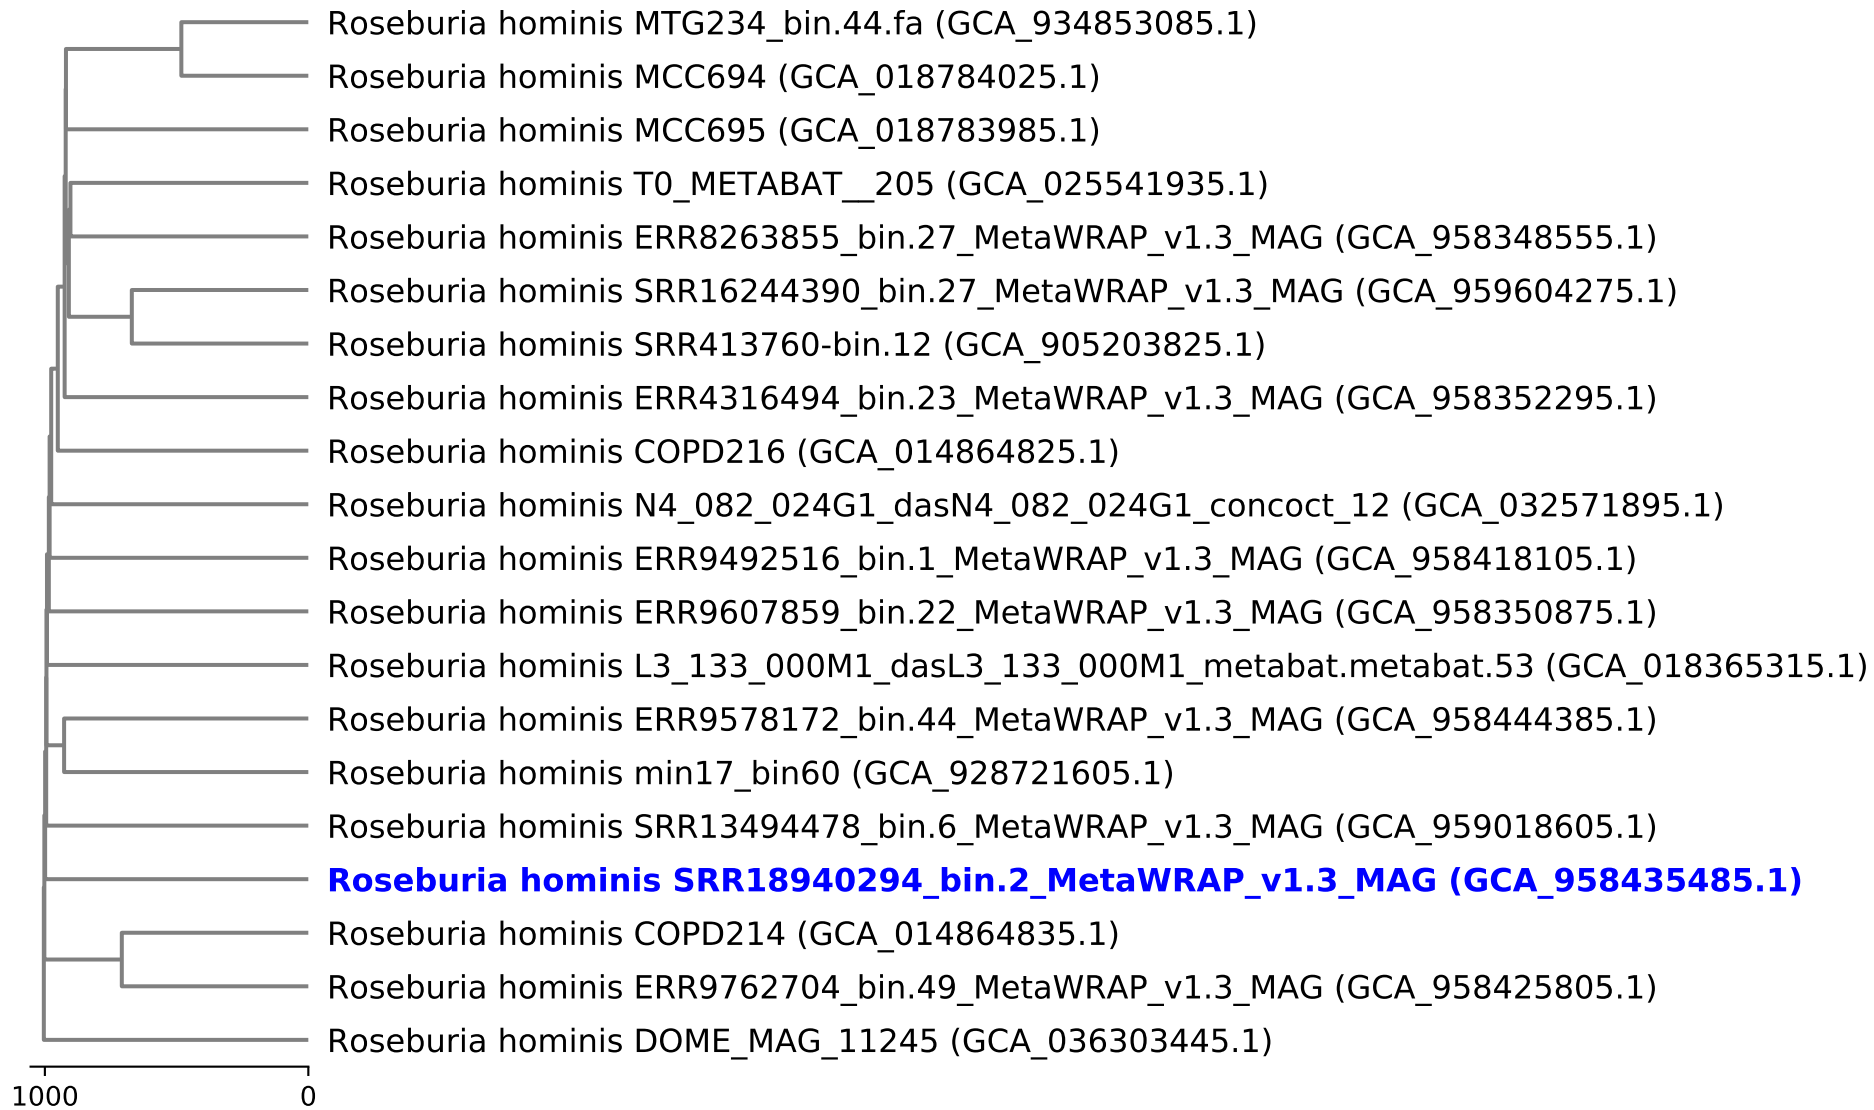 Roseburia hominis MTG234_bin.44.fa (GCA_934853085.1)
Roseburia hominis MCC694 (GCA_018784025.1)
Roseburia hominis MCC695 (GCA_018783985.1)
Roseburia hominis T0_METABAT__205 (GCA_025541935.1)
Roseburia hominis ERR8263855_bin.27_MetaWRAP_v1.3_MAG (GCA_958348555.1)
Roseburia hominis SRR16244390_bin.27_MetaWRAP_v1.3_MAG (GCA_959604275.1)
Roseburia hominis SRR413760-bin.12 (GCA_905203825.1)
Roseburia hominis ERR4316494_bin.23_MetaWRAP_v1.3_MAG (GCA_958352295.1)
Roseburia hominis COPD216 (GCA_014864825.1)
Roseburia hominis N4_082_024G1_dasN4_082_024G1_concoct_12 (GCA_032571895.1)
Roseburia hominis ERR9492516_bin.1_MetaWRAP_v1.3_MAG (GCA_958418105.1)
Roseburia hominis ERR9607859_bin.22_MetaWRAP_v1.3_MAG (GCA_958350875.1)
Roseburia hominis L3_133_000M1_dasL3_133_000M1_metabat.metabat.53 (GCA_018365315.1)
Roseburia hominis ERR9578172_bin.44_MetaWRAP_v1.3_MAG (GCA_958444385.1)
Roseburia hominis min17_bin60 (GCA_928721605.1)
Roseburia hominis SRR13494478_bin.6_MetaWRAP_v1.3_MAG (GCA_959018605.1)
Roseburia hominis SRR18940294_bin.2_MetaWRAP_v1.3_MAG (GCA_958435485.1)
Roseburia hominis COPD214 (GCA_014864835.1)
Roseburia hominis ERR9762704_bin.49_MetaWRAP_v1.3_MAG (GCA_958425805.1)
Roseburia hominis DOME_MAG_11245 (GCA_036303445.1)
1000 0